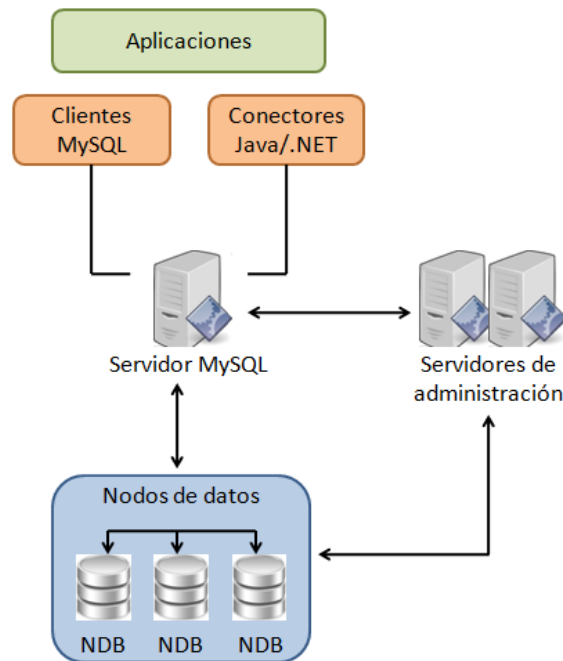 Aplicaciones
Clientes
MySQL
Conectores
Java/.NET
Servidor MySQL
Servidores de
administración
Nodos de datos
NDB
NDB
NDB